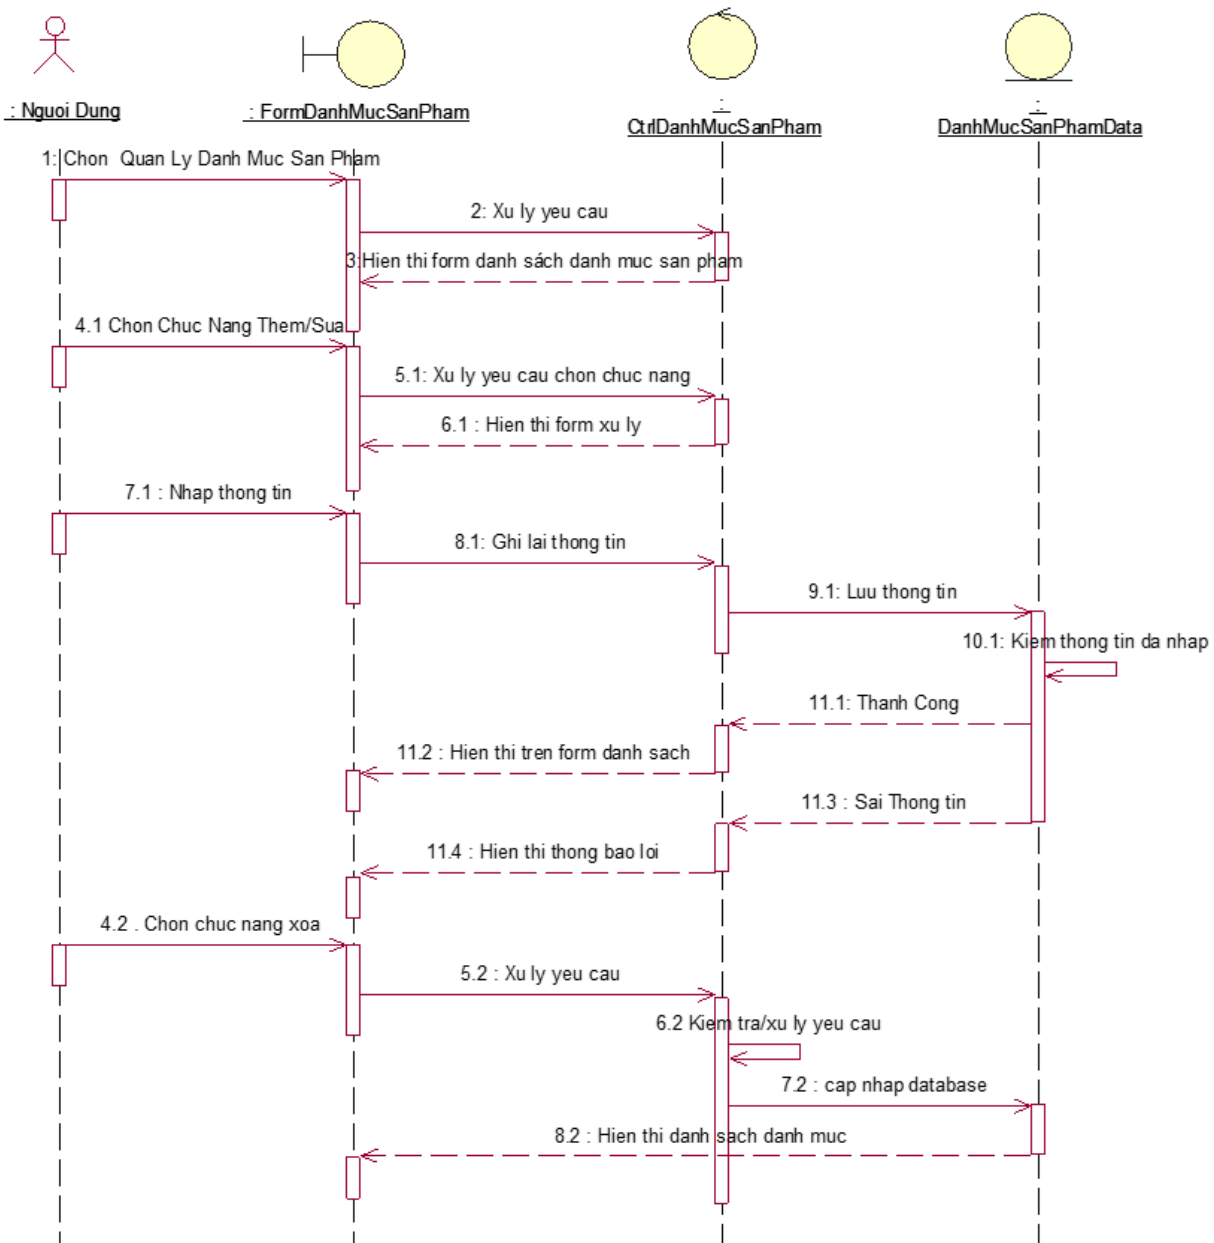 : Nguoi Dung
: FormDanhMucSanPham
:
CtrlDanhMucSanPham
:
DanhMucSanPhamData
1: Chon Quan Ly Danh Muc San Pham
2: Xu ly yeu cau
3:Hien thi form danh sách danh muc san pham
4.1 Chon Chuc Nang Them/Sua
5.1: Xu ly yeu cau chon chuc nang
6.1 : Hien thi form xu ly
7.1 : Nhap thong tin
8.1: Ghi lai thong tin
9.1: Luu thong tin
10.1: Kiem thong tin da nhap
11.1: Thanh Cong
11.2 : Hien thi tren form danh sach
11.3 : Sai Thong tin
11.4 : Hien thi thong bao loi
4.2 . Chon chuc nang xoa
5.2 : Xu ly yeu cau
6.2 Kiem tra/xu ly yeu cau
7.2 : cap nhap database
8.2 : Hien thi danh sach danh muc